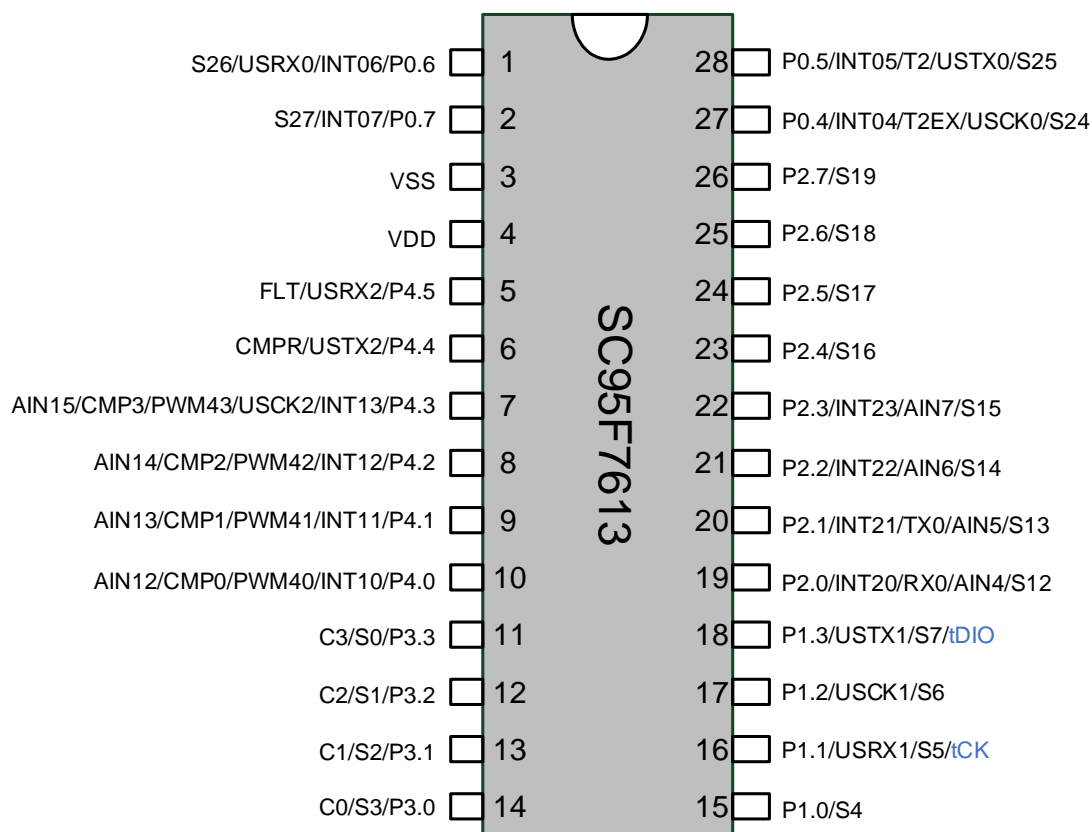 S26/USRX0/INT06/P0.6 1 28 P0.5/INT05/T2/USTX0/S25
S27/INT07/P0.7 2 27 P0.4/INT04/T2EX/USCK0/S24
VSS 3 26 P2.7/S19
VDD 4 25 P2.6/S18
FLT/USRX2/P4.5 5 24 P2.5/S17
CMPR/USTX2/P4.4 6 23 P2.4/S16
AIN15/CMP3/PWM43/USCK2/INT13/P4.3 7 22 P2.3/INT23/AIN7/S15
AIN14/CMP2/PWM42/INT12/P4.2 8 21 P2.2/INT22/AIN6/S14
AIN13/CMP1/PWM41/INT11/P4.1 9 20 P2.1/INT21/TX0/AIN5/S13
AIN12/CMP0/PWM40/INT10/P4.0 10 19 P2.0/INT20/RX0/AIN4/S12
C3/S0/P3.3 11 18 P1.3/USTX1/S7/tDIO
C2/S1/P3.2 12 17 P1.2/USCK1/S6
C1/S2/P3.1 13 16 P1.1/USRX1/S5/tCK
C0/S3/P3.0 14 15 P1.0/S4
SC95F7613